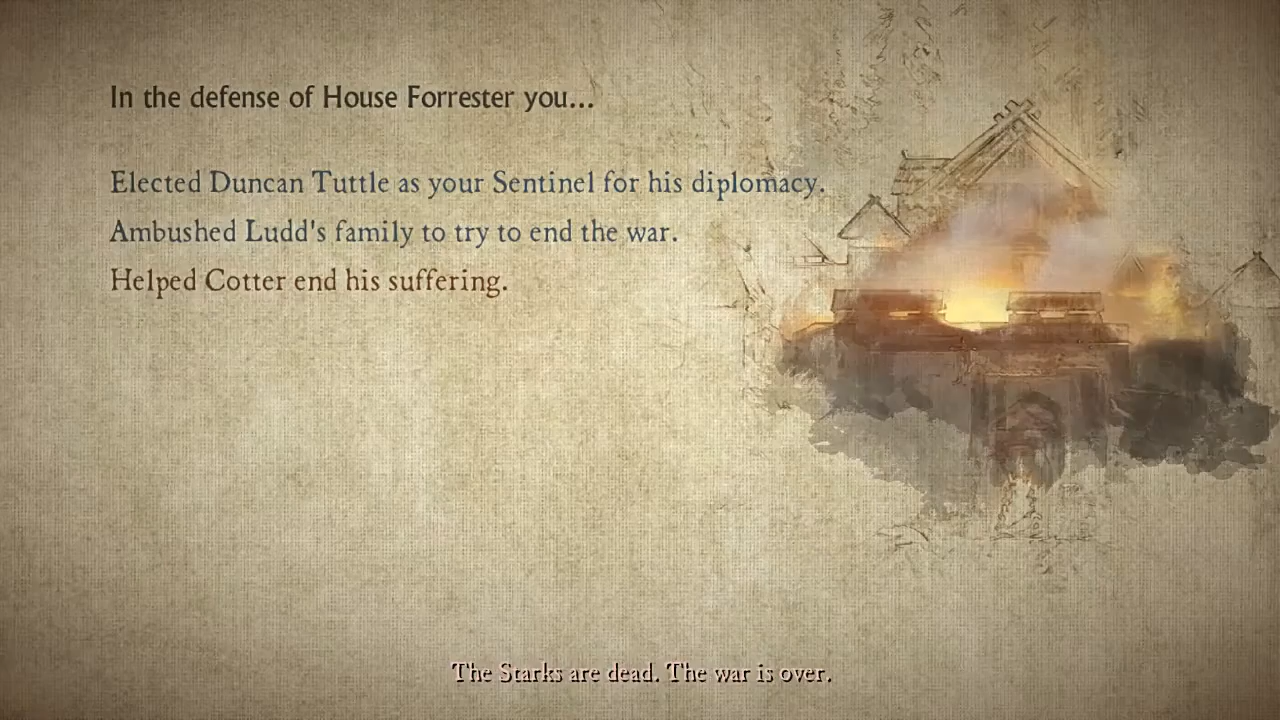 In the defense of House Forrester you...
Elected Duncan Tuttle as your Sentinel for his diplomacy.
Ambushed Ludd's family to try to end the war.
Helped Cotter end his suffering.
The Starks are dead. The war is over.